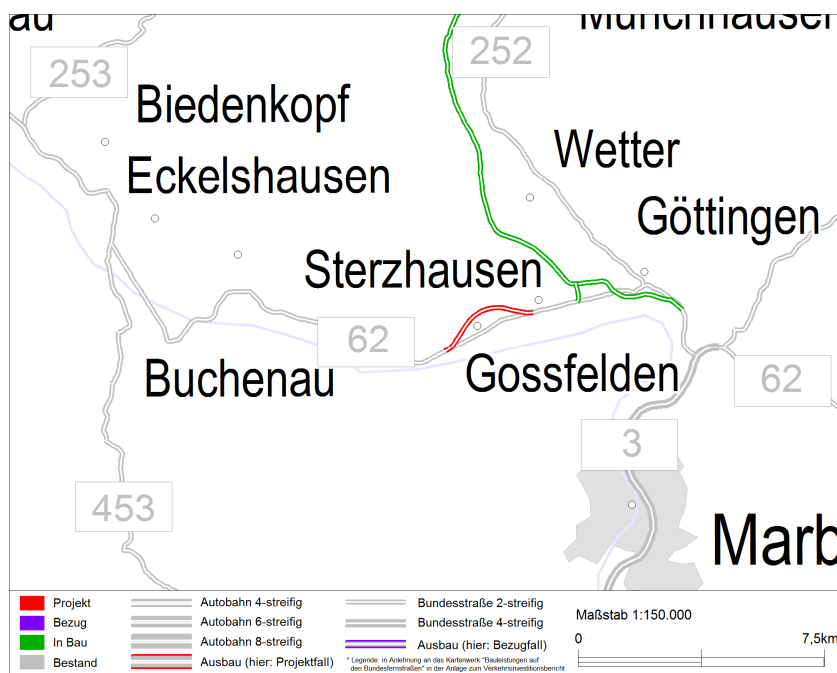 au
Münchhausen
253
252
Biedenkopf
Wetter
Eckelshausen
Göttingen
Sterzhausen
62
Buchenau
Gossfelden
62
3
453
Marb
Projekt
Bezug
In Bau
Bestand
Autobahn 4-streifig
Autobahn 6-streifig
Autobahn 8-streifig
Ausbau (hier: Projektfall)
Bundesstraße 2-streifig
Bundesstraße 4-streifig
Ausbau (hier: Bezugfall)
* Legende: in Anlehnung an das Kartenwerk "Bauleistungen auf
den Bundesfernstraßen" in der Anlage zum Verkehrsinvestitionsbericht
Maßstab 1:150.000
0 7,5km